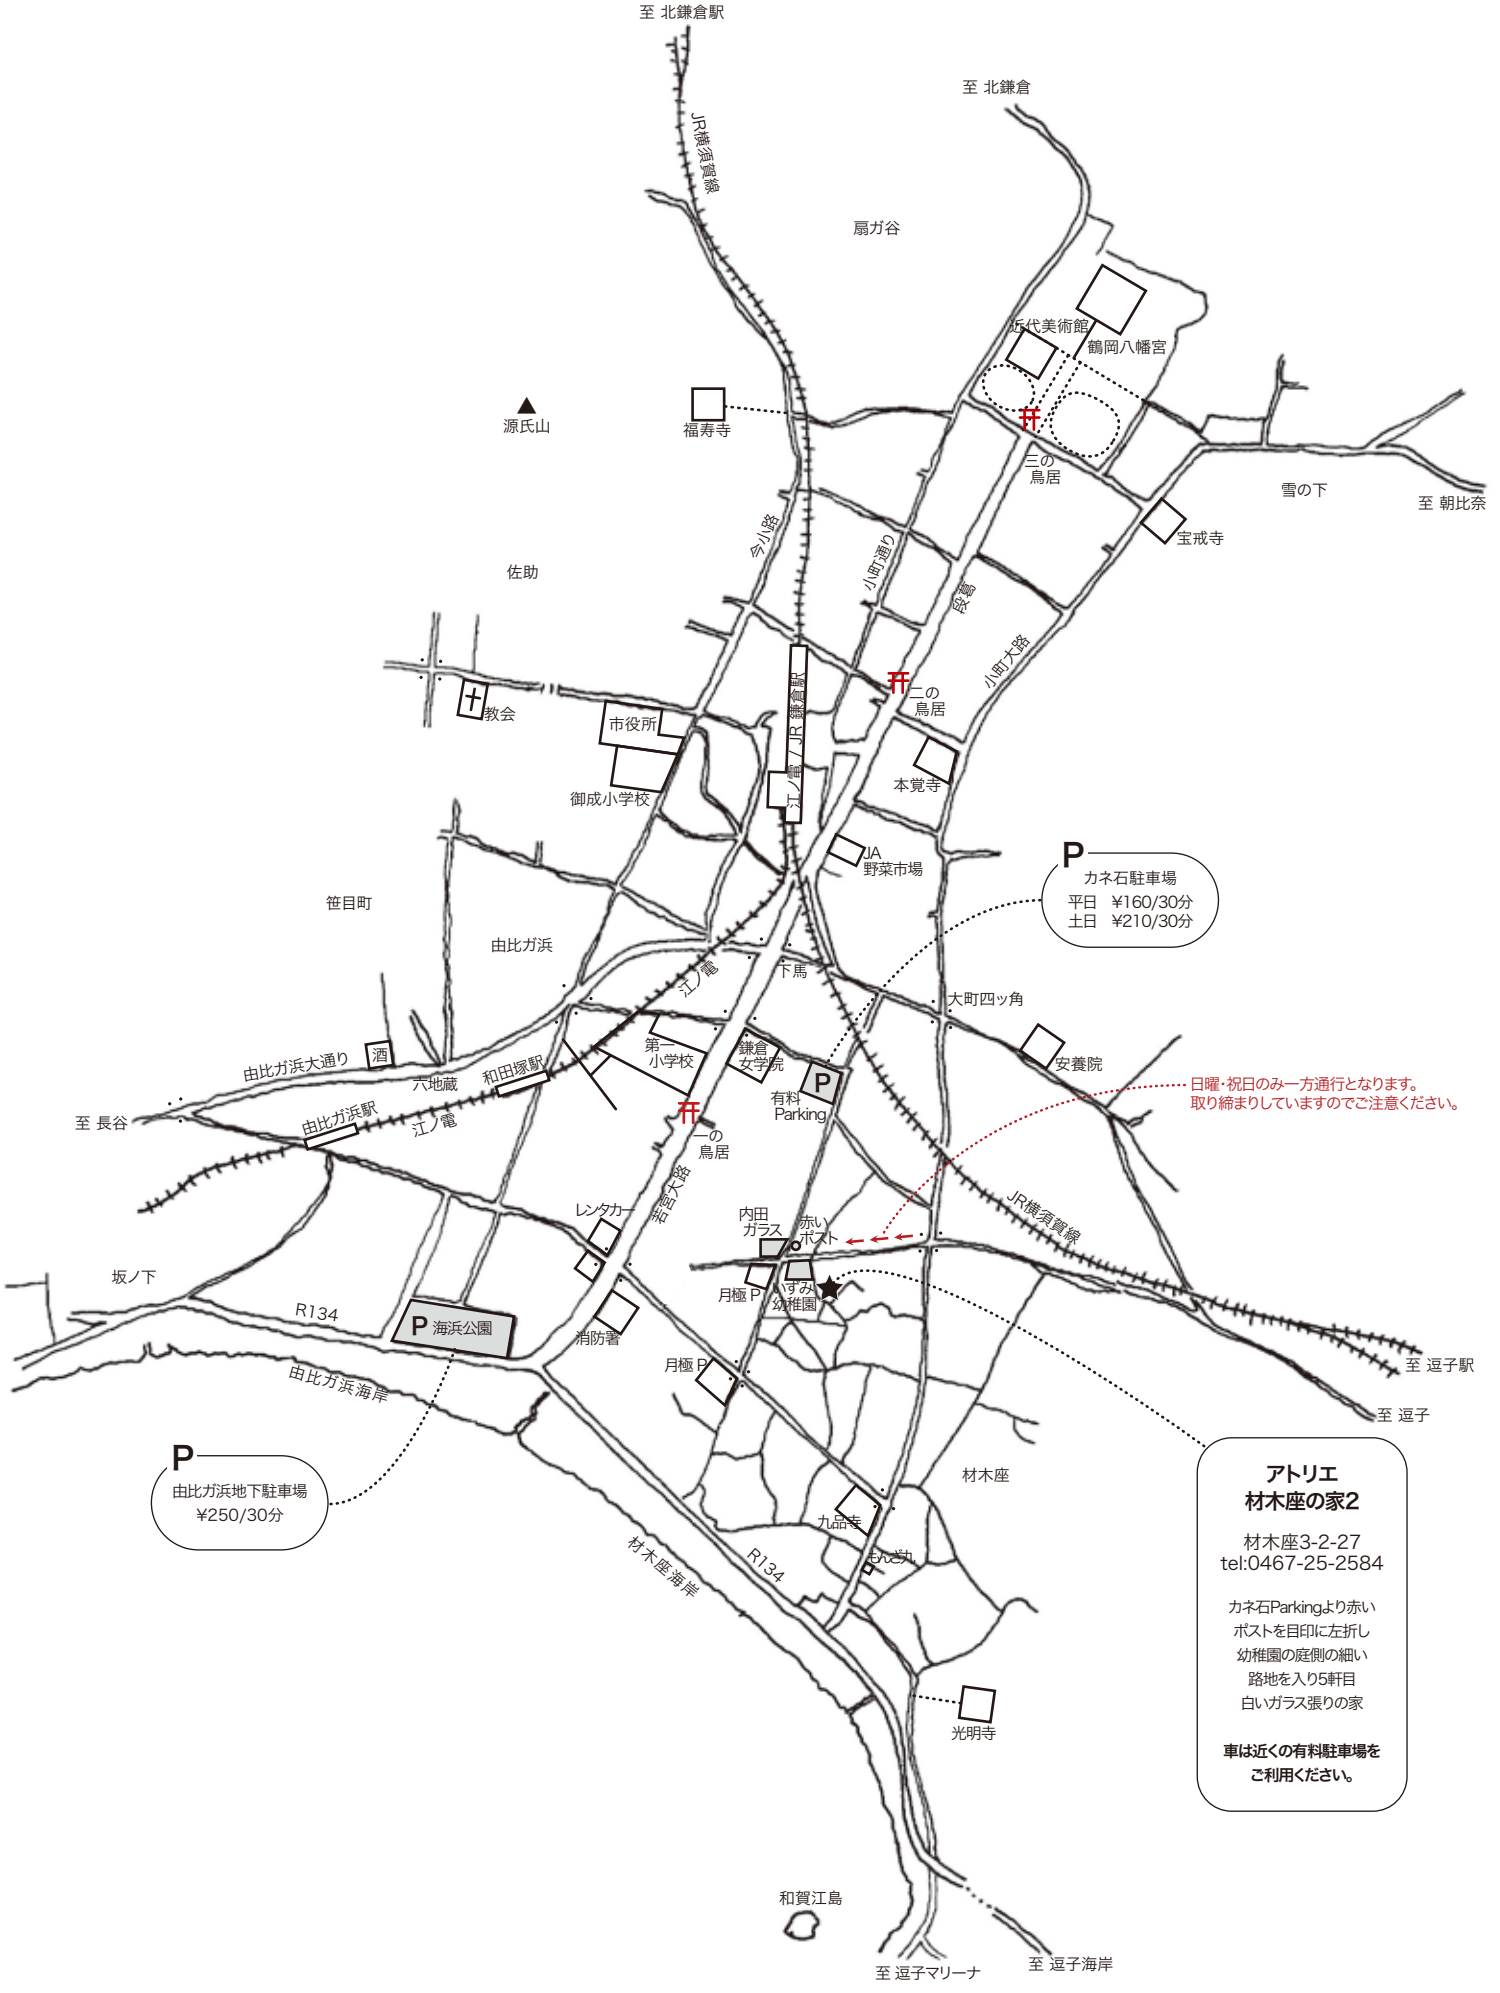 至 北鎌倉駅
至 北鎌倉
JR横須賀線
扇ガ谷
近代美術館
鶴岡八幡宮
源氏山
福寿寺
三の
鳥居
雪の下
至 朝比奈
宝戒寺
今小路
小町通り
段葛
佐助
小町大路
二の
鳥居
教会
市役所
江ノ電 / JR 鎌倉駅
本覚寺
御成小学校
JA
野菜市場
P
カネ石駐車場
平日 ¥160/30分
土日 ¥210/30分
笹目町
由比ガ浜
江ノ電
下馬
大町四ッ角
第一
小学校
鎌倉
女学院
安養院
由比ガ浜大通り
酒
六地蔵
和田塚駅
P
有料
Parking
日曜・祝日のみ一方通行となります。
取り締まりしていますのでご注意ください。
至 長谷
由比ガ浜駅
江ノ電
一の
鳥居
若宮大路
JR横須賀線
レンタカー
内田
ガラス
赤い
ポスト
坂ノ下
月極 P
いずみ
幼稚園
R134
P 海浜公園
消防署
月極 P
至 逗子駅
由比ガ浜海岸
至 逗子
P
由比ガ浜地下駐車場
¥250/30分
材木座
九品寺
もんざ丸
R134
材木座海岸
アトリエ
材木座の家2
材木座3-2-27
tel:0467-25-2584
カネ石Parkingより赤い
ポストを目印に左折し
幼稚園の庭側の細い
路地を入り5軒目
白いガラス張りの家
車は近くの有料駐車場を
ご利用ください。
光明寺
和賀江島
至 逗子マリーナ
至 逗子海岸